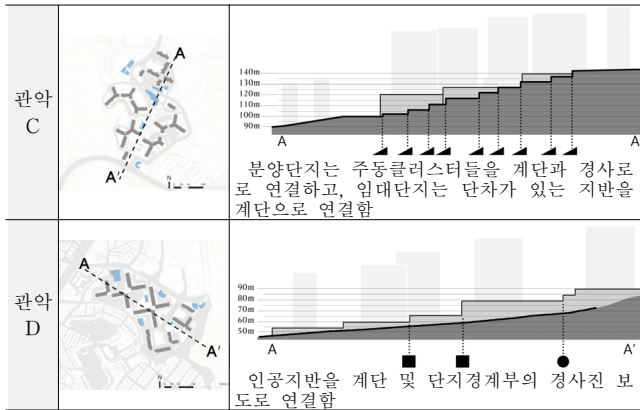 관악
C
A
A'
N
140m
130m
120m
110m
100m
90m
A
A
분양단지는 주동클러스터들을 계단과 경사로
로 연결하고, 임대단지는 단차가 있는 지반을
계단으로 연결함
관악
D
A
A'
N
90m
80m
70m
60m
50m
A
A'
인공지반을 계단 및 단지경계부의 경사진 보
도로 연결함